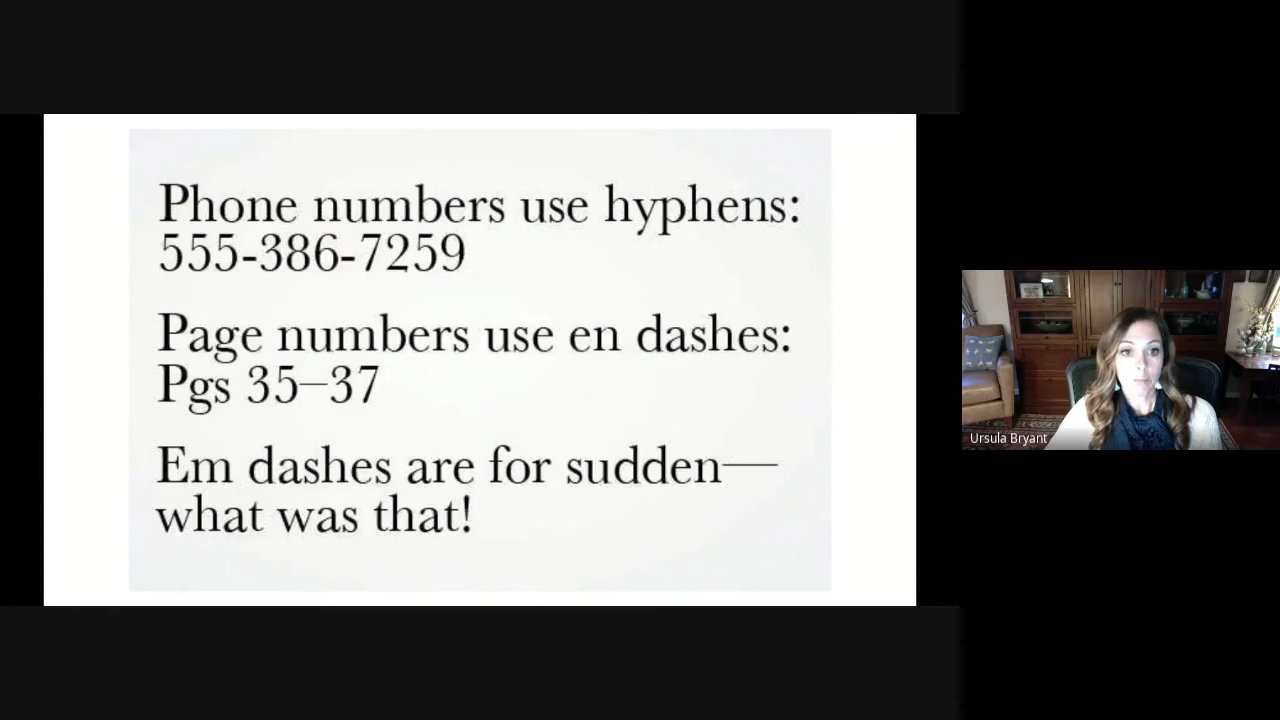 Phone numbers use hyphens:
555-386-7259
Page numbers use en dashes:
Pgs 35–37
Em dashes are for sudden—
what was that!
Ursula Bryant